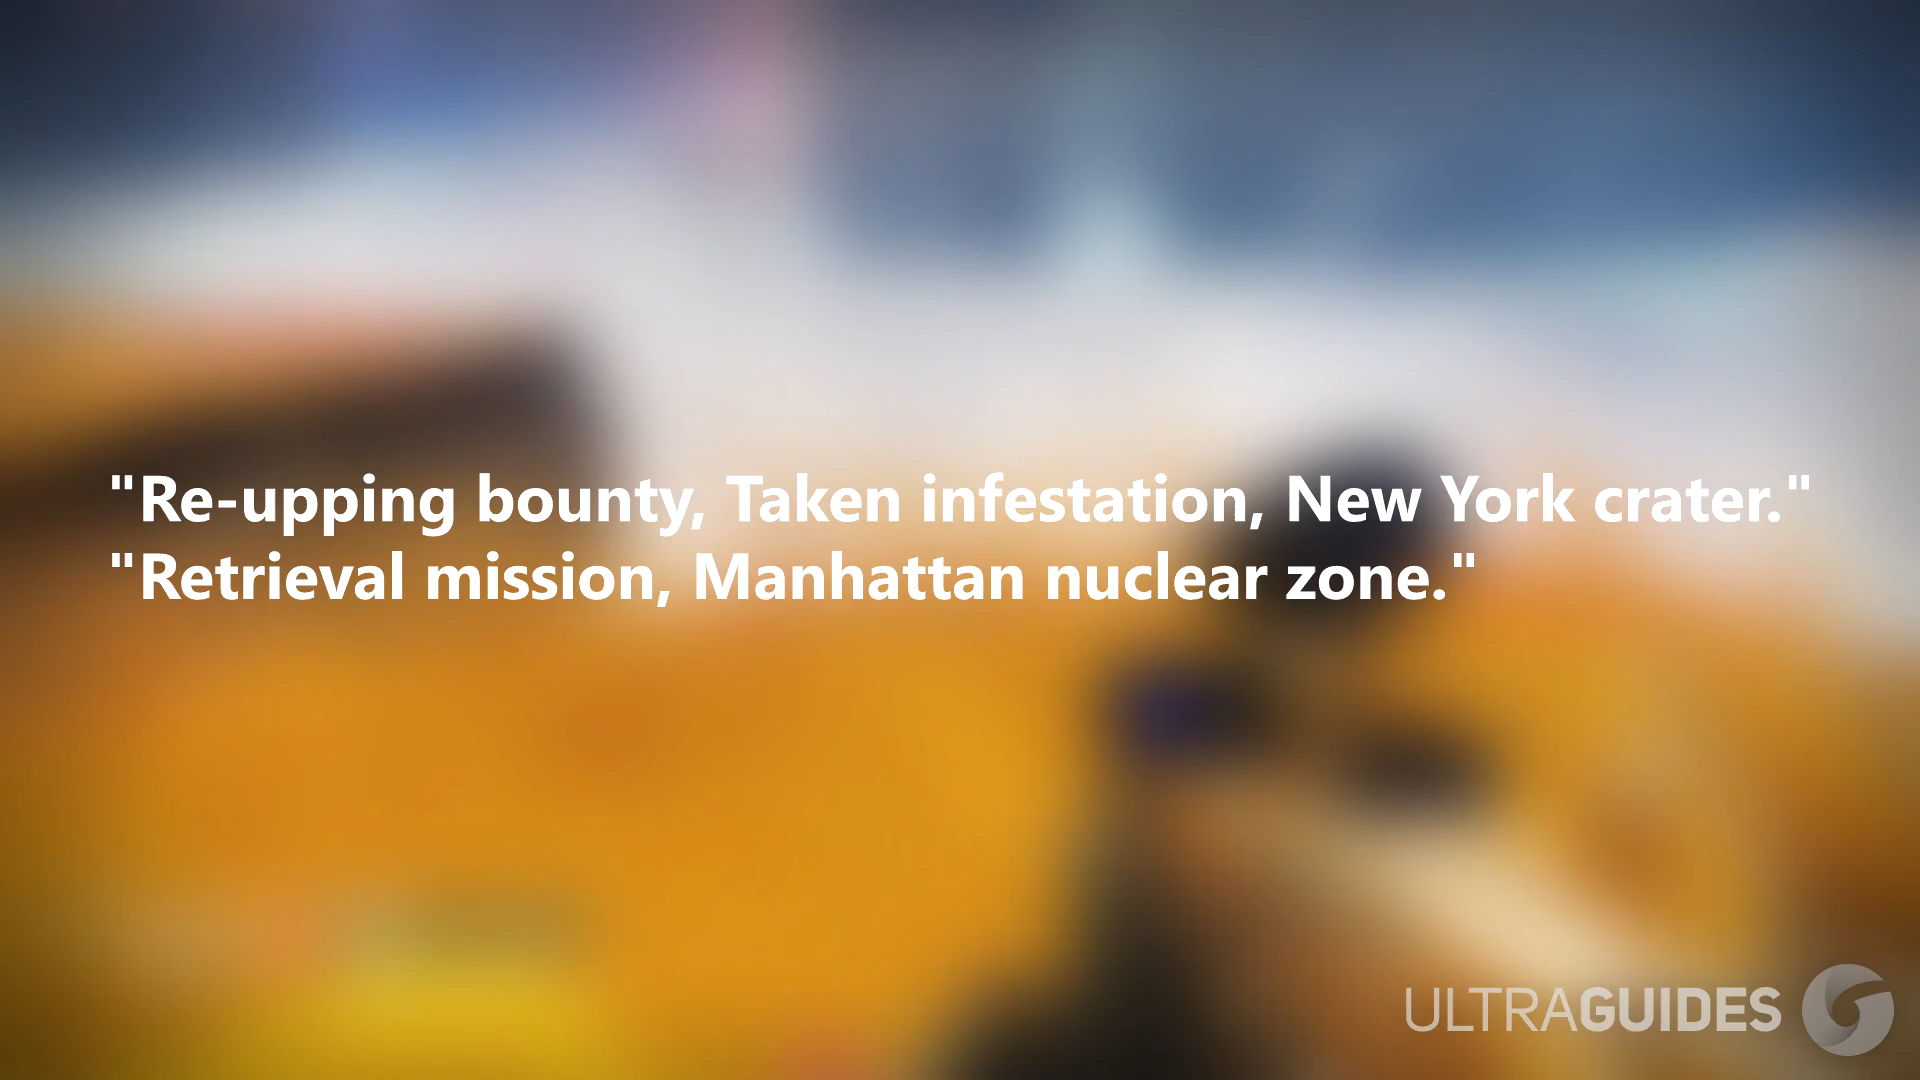 "Re-upping bounty, Taken infestation, New York crater."
"Retrieval mission, Manhattan nuclear zone."
ULTRAGUIDES